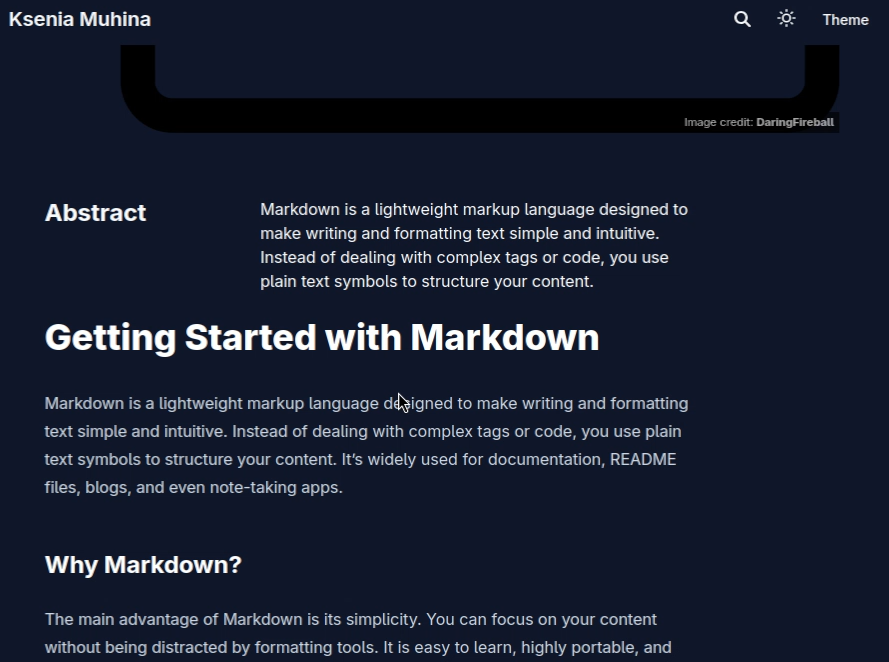 Ksenia Muhina
Theme
Image credit: DaringFireball
Abstract
Markdown is a lightweight markup language designed to
make writing and formatting text simple and intuitive.
Instead of dealing with complex tags or code, you use
plain text symbols to structure your content.
Getting Started with Markdown
Markdown is a lightweight markup language designed to make writing and formatting
text simple and intuitive. Instead of dealing with complex tags or code, you use plain
text symbols to structure your content. It’s widely used for documentation, README
files, blogs, and even note-taking apps.
Why Markdown?
The main advantage of Markdown is its simplicity. You can focus on your content
without being distracted by formatting tools. It is easy to learn, highly portable, and